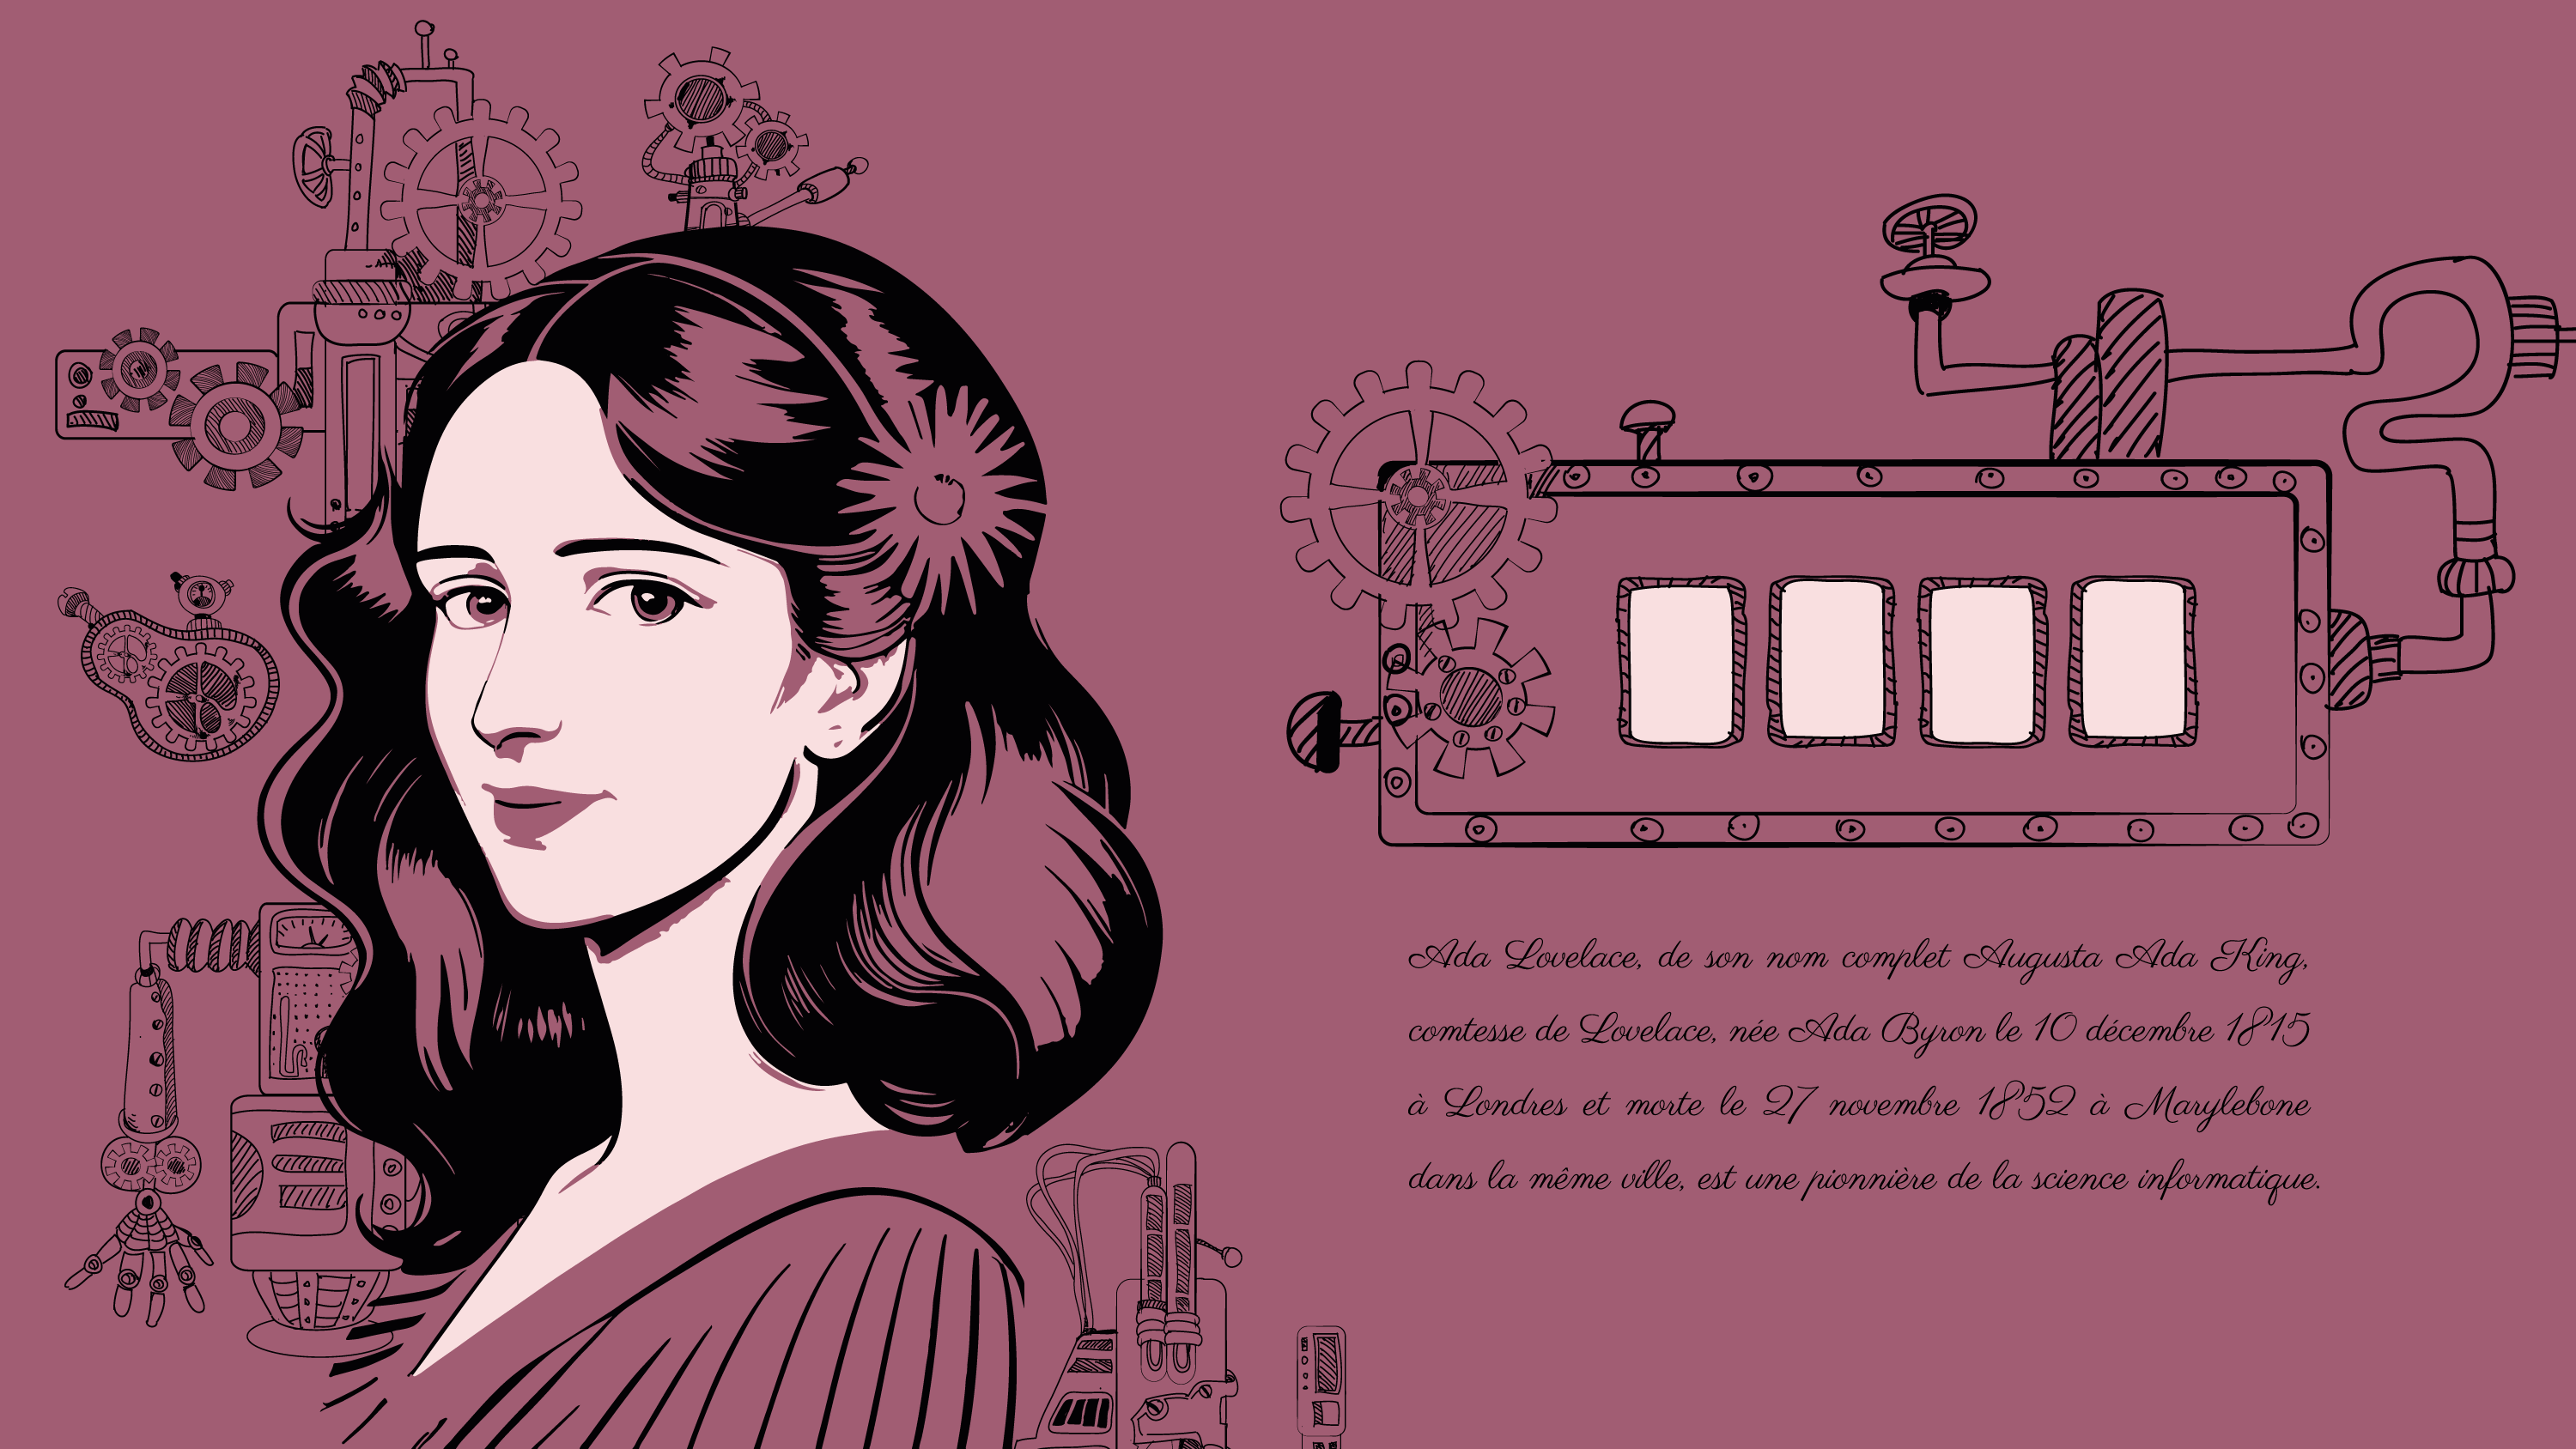 Ada Lovelace, de son nom complet Augusta Ada King,
comtesse de Lovelace, née Ada Byron le 10 décembre 1815
à Londres et morte le 27 novembre 1852 à Marylebone
dans la même ville, est une pionnière de la science informatique.